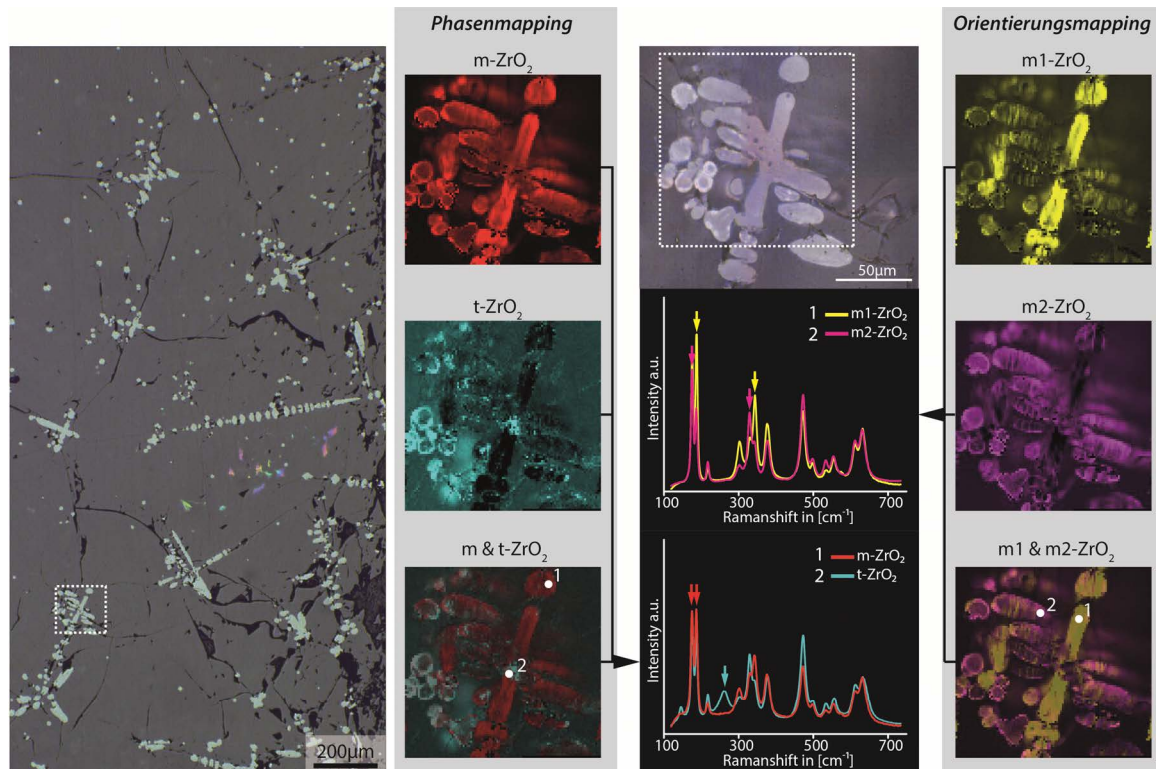 Phasenmapping
Orientierungsmapping
m-ZrO₂
m1-ZrO₂
50µm
t-ZrO₂
m2-ZrO₂
1 m1-ZrO₂
2 m2-ZrO₂
Intensity a.u.
100 300 500 700
Ramanshift in [cm⁻¹]
m & t-ZrO₂
m1 & m2-ZrO₂
1
2
1 m-ZrO₂
2 t-ZrO₂
Intensity a.u.
100 300 500 700
Ramanshift in [cm⁻¹]
2
1
200µm